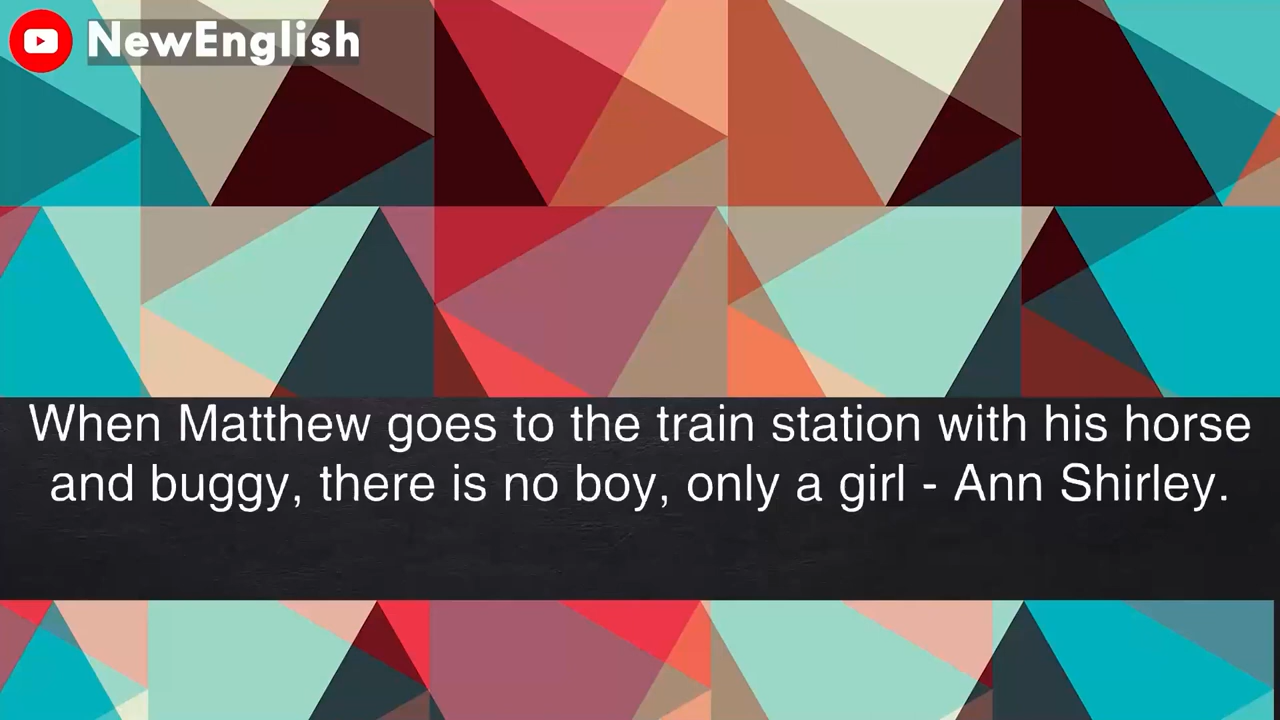 NewEnglish
When Matthew goes to the train station with his horse
and buggy, there is no boy, only a girl - Ann Shirley.